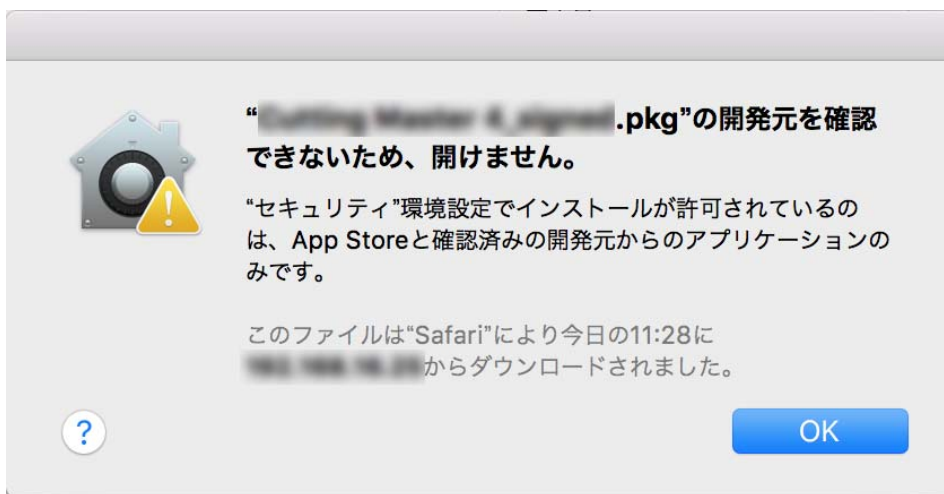 “ .pkg”の開発元を確認
できないため、開けません。
“セキュリティ”環境設定でインストールが許可されているの
は、App Storeと確認済みの開発元からのアプリケーションの
みです。
このファイルは“Safari”により今日の11:28に
からダウンロードされました。
?
OK